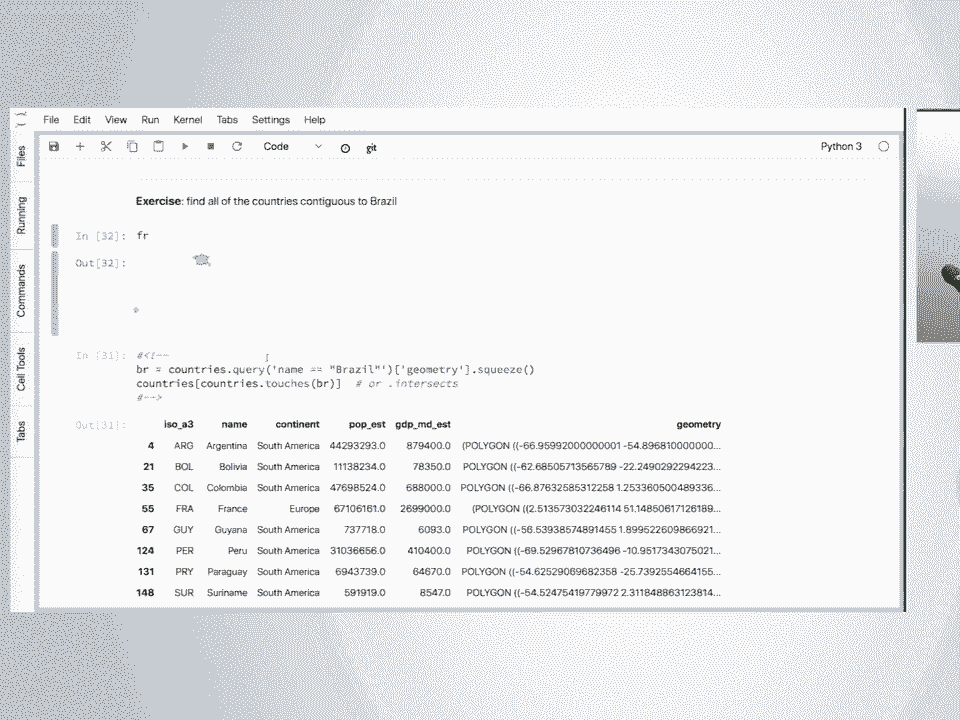 File Edit View Run Kernel Tabs Settings Help
Code git Python 3
Files
Running
Commands
Cell Tools
Tabs
Exercise: find all of the countries contiguous to Brazil
In [32]: fr
Out[32]:
In [31]: #<!--
br = countries.query('name == "Brazil"')['geometry'].squeeze()
countries[countries.touches(br)] # or .intersects
#-->
Out[31]:
iso_a3 name continent pop_est gdp_md_est geometry
4 ARG Argentina South America 44293293.0 879400.0 (POLYGON ((-66.95992000000001 -54.896810000000...
21 BOL Bolivia South America 11138234.0 78350.0 POLYGON ((-62.68505713565789 -22.2490292294223...
35 COL Colombia South America 47698524.0 688000.0 POLYGON ((-66.87632585312258 1.253360500489336...
55 FRA France Europe 67106161.0 2699000.0 (POLYGON ((2.513573032246114 51.14850617126189...
67 GUY Guyana South America 737718.0 6093.0 POLYGON ((-56.53938574891455 1.899522609866921...
124 PER Peru South America 31036656.0 410400.0 POLYGON ((-69.52967810736496 -10.9517343075021...
131 PRY Paraguay South America 6943739.0 64670.0 POLYGON ((-54.62529069682358 -25.7392554664155...
148 SUR Suriname South America 591919.0 8547.0 POLYGON ((-54.52475419779972 2.311848863123814...